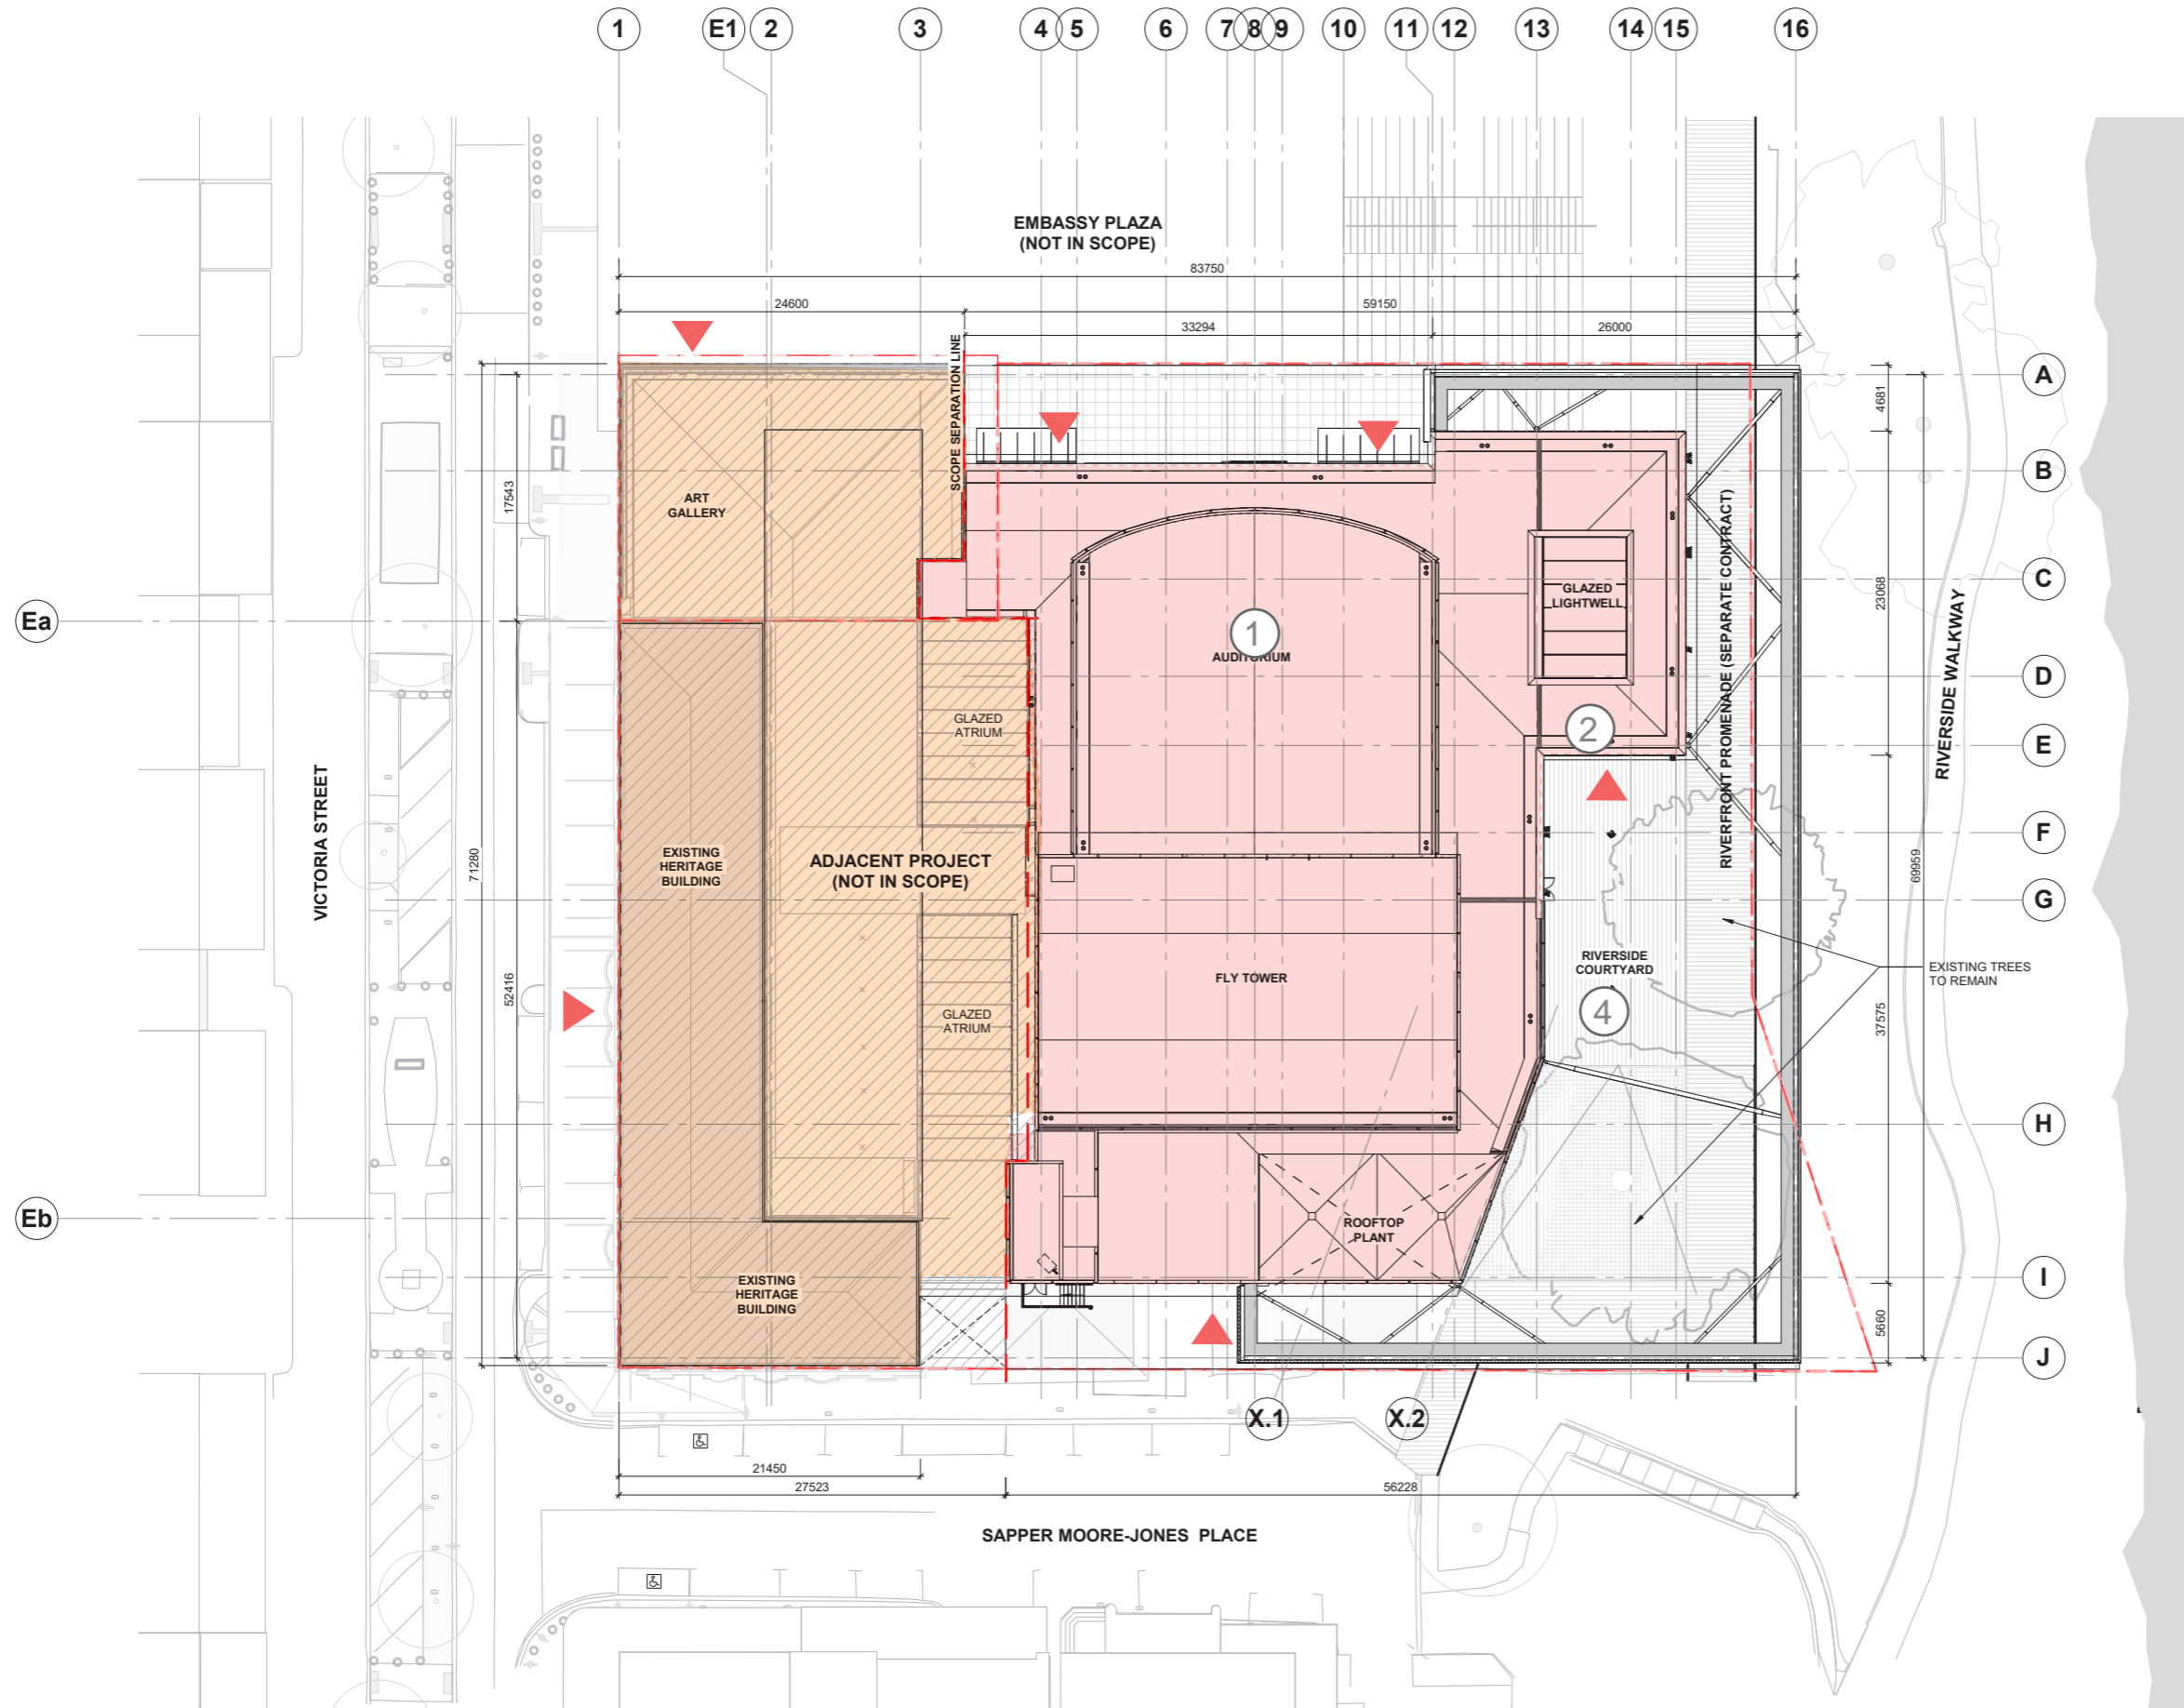 1 E1 2 3 4 5 6 7 8 9 10 11 12 13 14 15 16
EMBASSY PLAZA
(NOT IN SCOPE)
83750
24600
59150
33294
26000
SCOPE SEPARATION LINE
A
4681
B
ART
GALLERY
17543
RIVERFRONT PROMENADE (SEPARATE CONTRACT)
C
GLAZED
LIGHTWELL
23068
Ea
1
AUDITORIUM
RIVERSIDE WALKWAY
D
GLAZED
ATRIUM
2
E
VICTORIA STREET
71280
F
EXISTING
HERITAGE
BUILDING
ADJACENT PROJECT
(NOT IN SCOPE)
69959
G
FLY TOWER
RIVERSIDE
COURTYARD
EXISTING TREES
TO REMAIN
52416
GLAZED
ATRIUM
4
37575
H
Eb
ROOFTOP
PLANT
EXISTING
HERITAGE
BUILDING
I
5660
J
X.1
X.2
21450
27523
56228
SAPPER MOORE-JONES PLACE